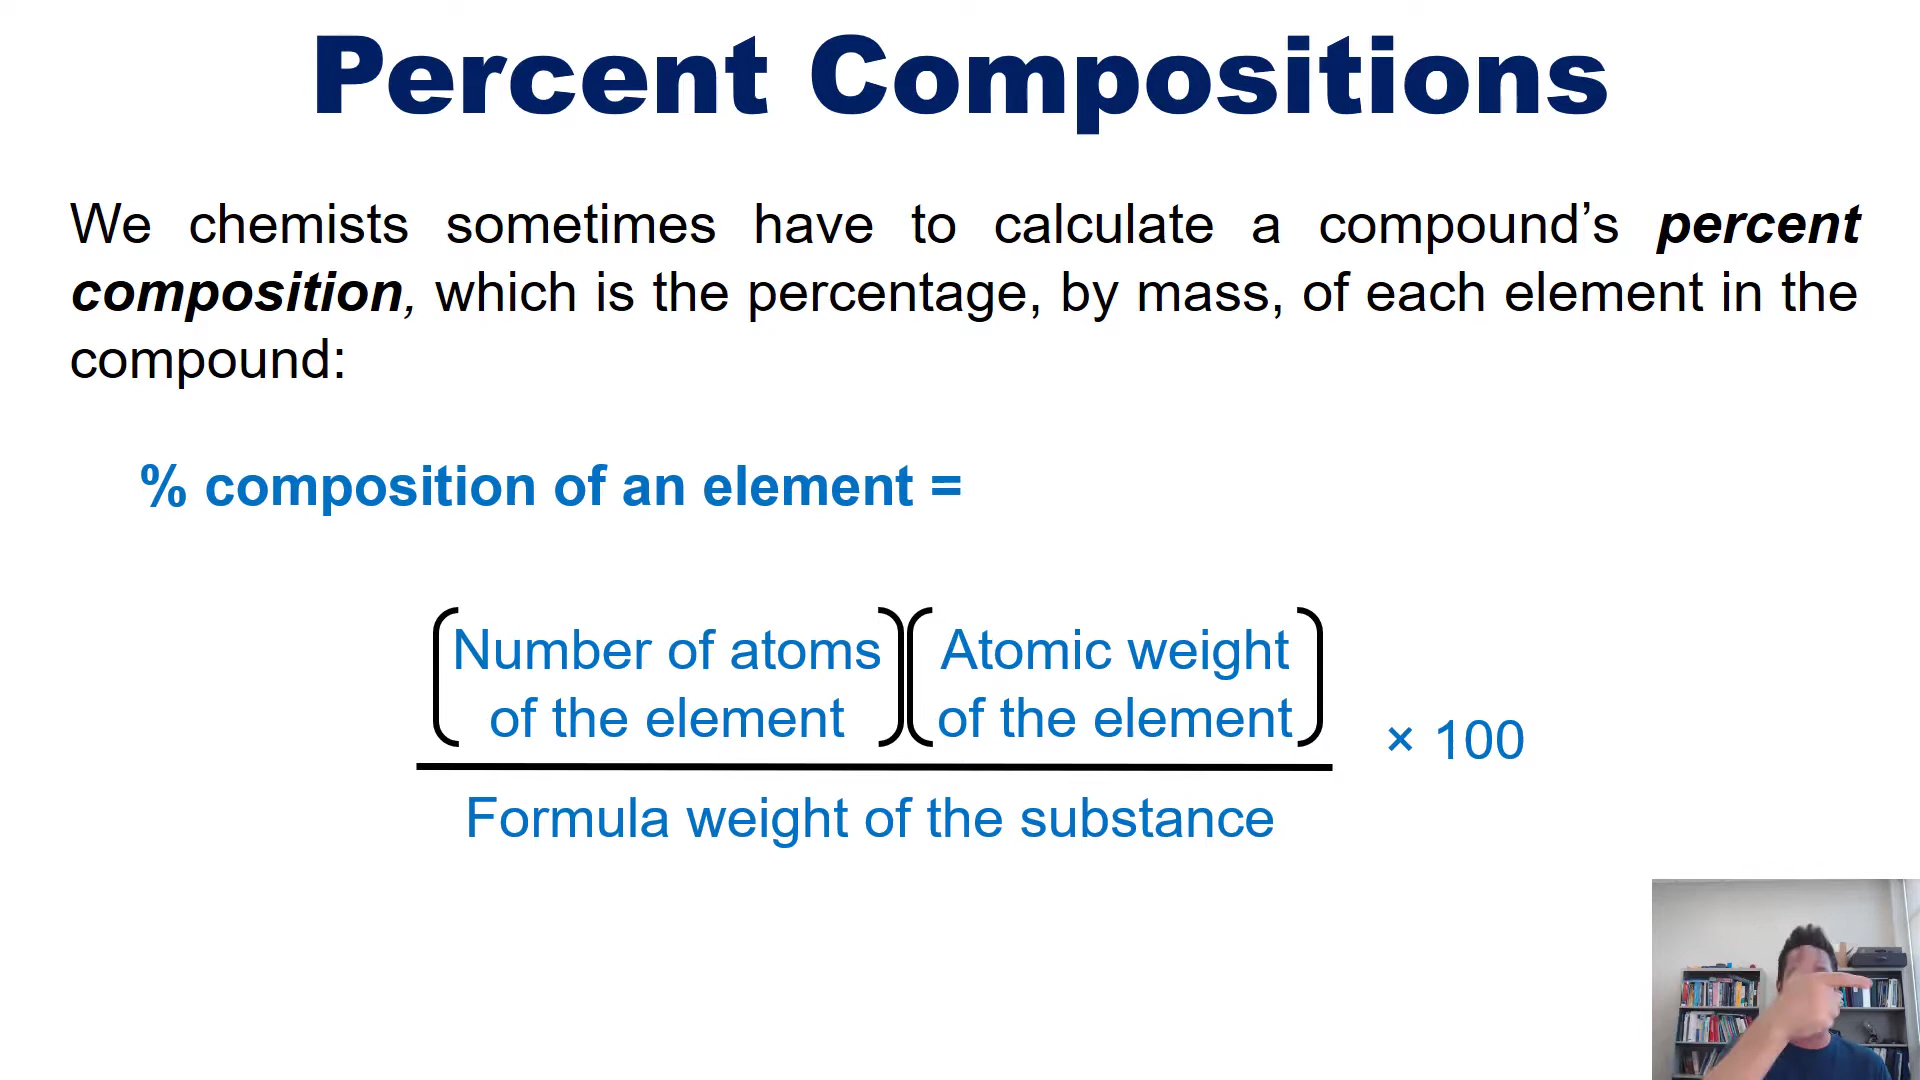 Percent Compositions
We chemists sometimes have to calculate a compound’s percent
composition, which is the percentage, by mass, of each element in the
compound:
% composition of an element =
(Number of atoms of the element)(Atomic weight of the element)
× 100
Formula weight of the substance